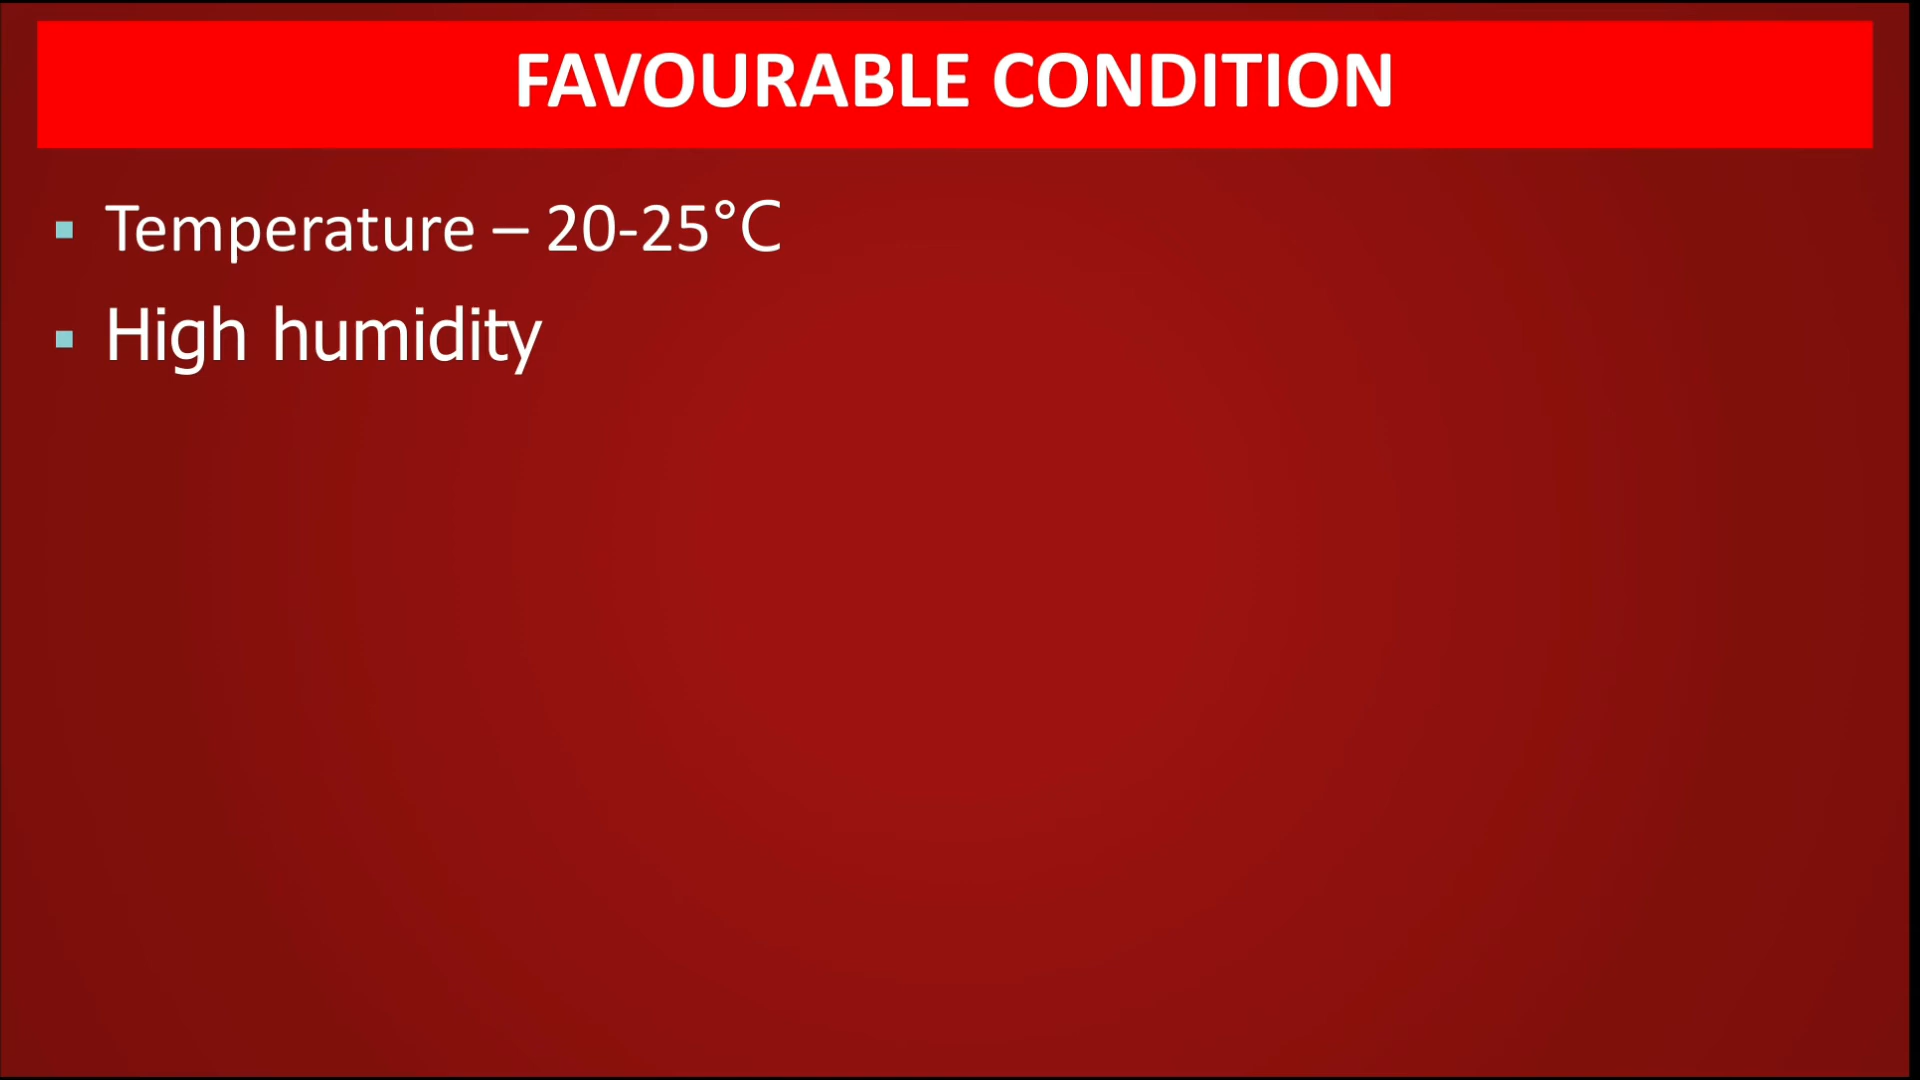 FAVOURABLE CONDITION
▪ Temperature – 20-25°C
▪ High humidity